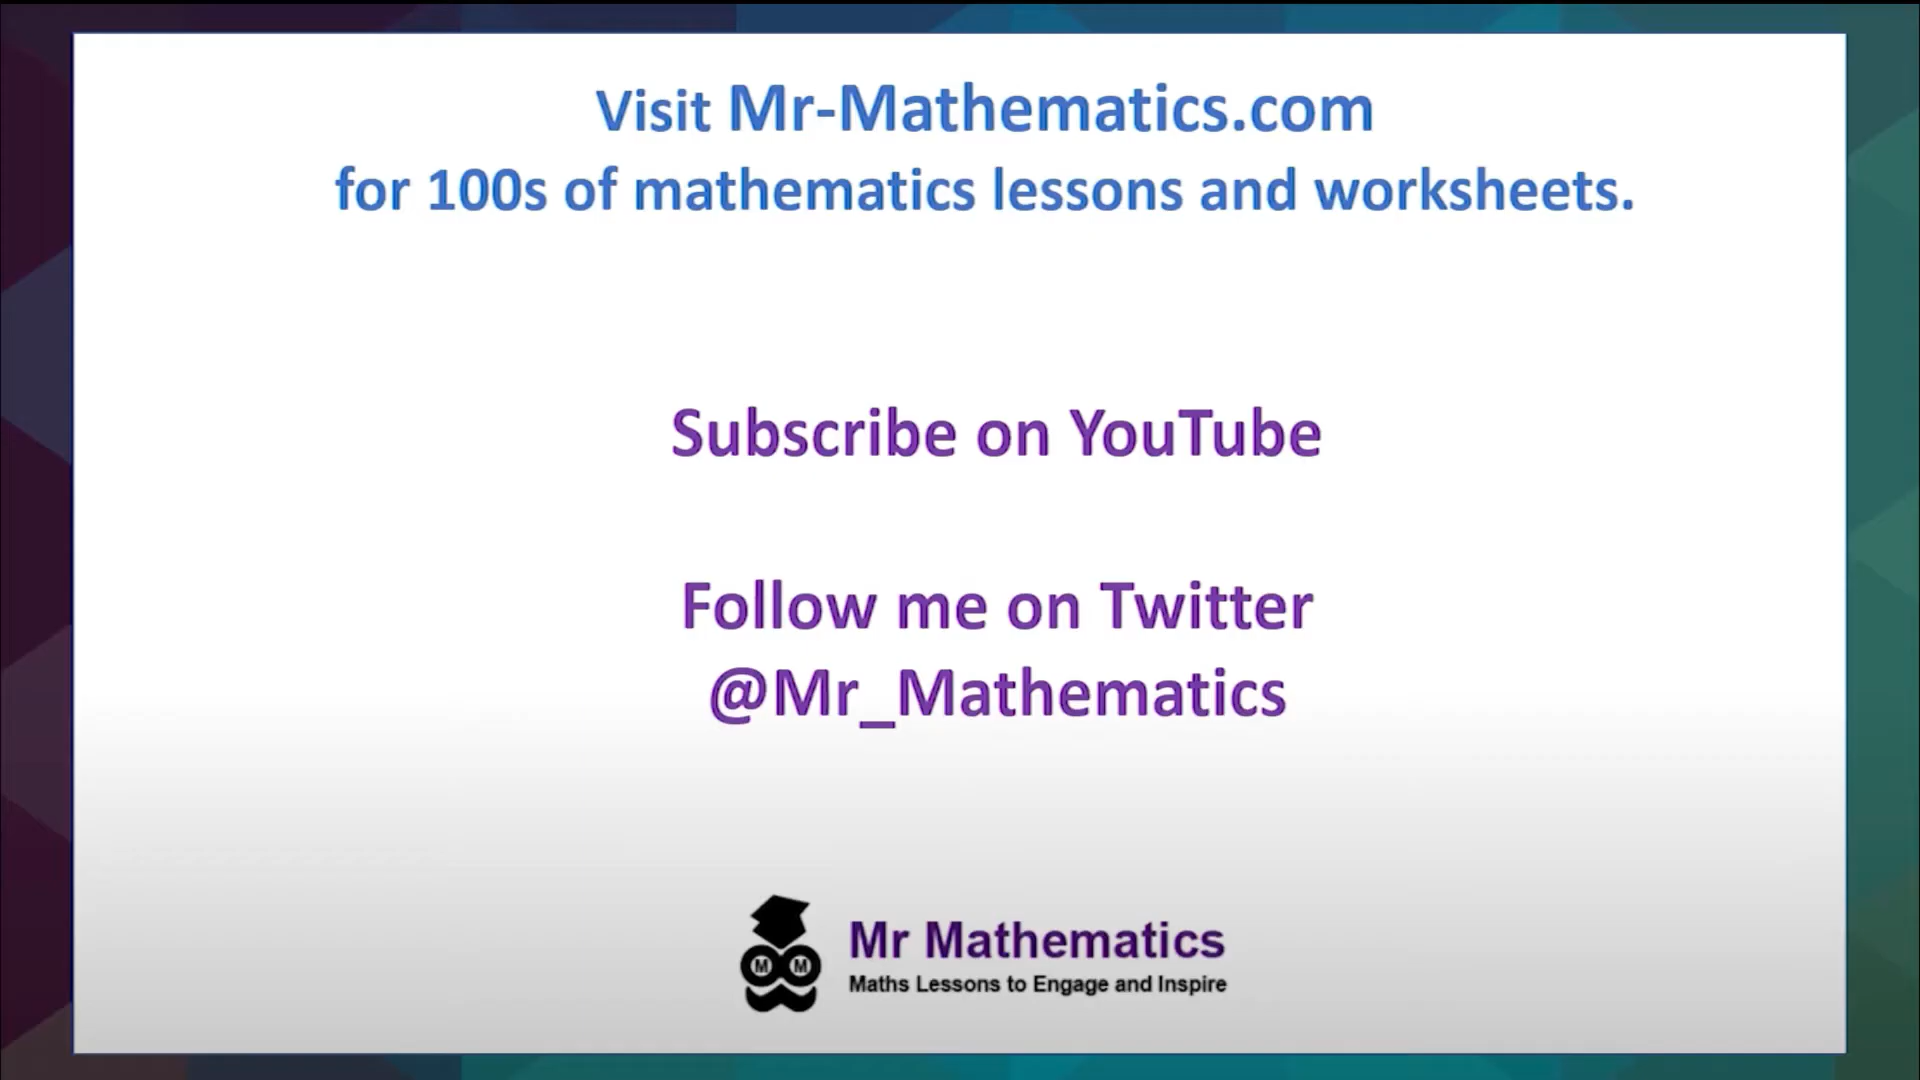 Visit Mr-Mathematics.com
for 100s of mathematics lessons and worksheets.
Subscribe on YouTube
Follow me on Twitter
@Mr_Mathematics
M M
Mr Mathematics
Maths Lessons to Engage and Inspire